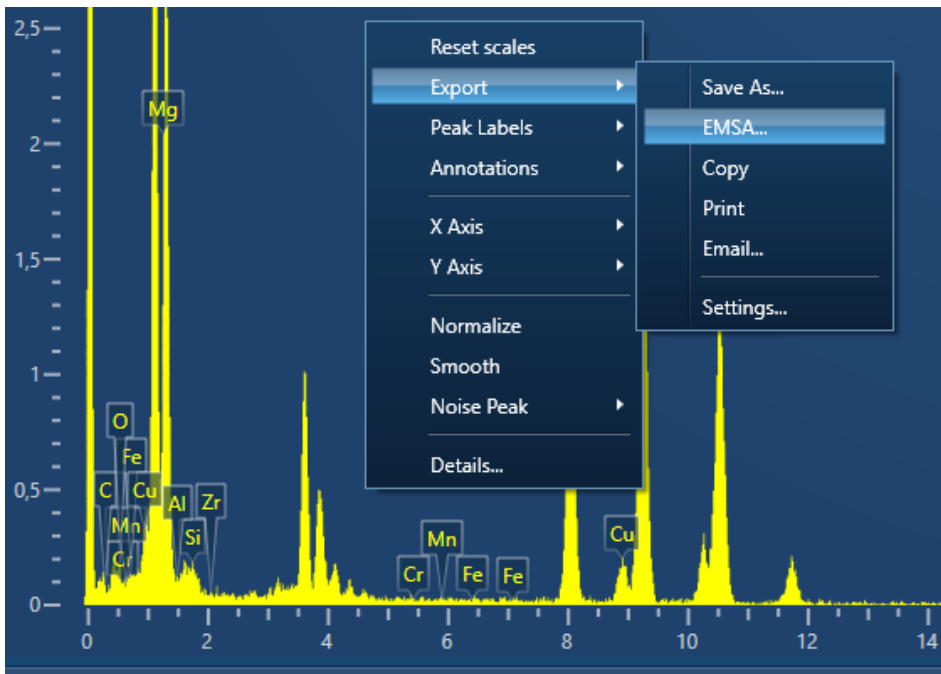 2,5
2
1,5
1
0,5
0
0 2 4 6 8 10 12 14
Mg
O
Fe
C
Cu
Al
Zr
Mn
Si
Cr
Mn
Cr
Fe
Fe
Cu
Reset scales
Export
Peak Labels
Annotations
X Axis
Y Axis
Normalize
Smooth
Noise Peak
Details...
Save As...
EMSA...
Copy
Print
Email...
Settings...